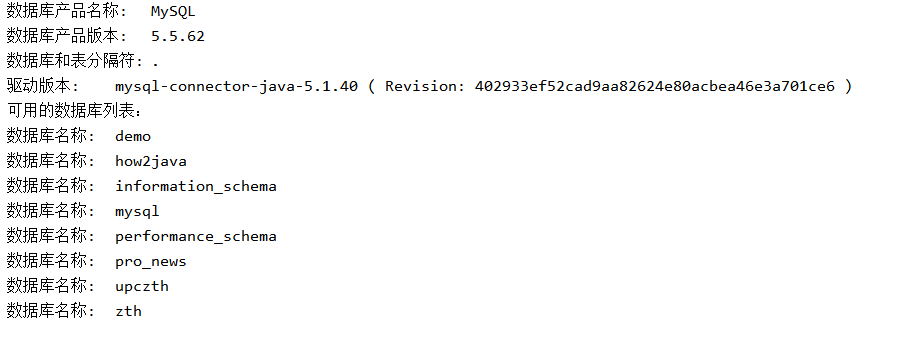 数据库产品名称:  MySQL
数据库产品版本:  5.5.62
数据库和表分隔符: .
驱动版本:   mysql-connector-java-5.1.40 ( Revision: 402933ef52cad9aa82624e80acbea46e3a701ce6 )
可用的数据库列表:
数据库名称:  demo
数据库名称:  how2java
数据库名称:  information_schema
数据库名称:  mysql
数据库名称:  performance_schema
数据库名称:  pro_news
数据库名称:  upczth
数据库名称:  zth